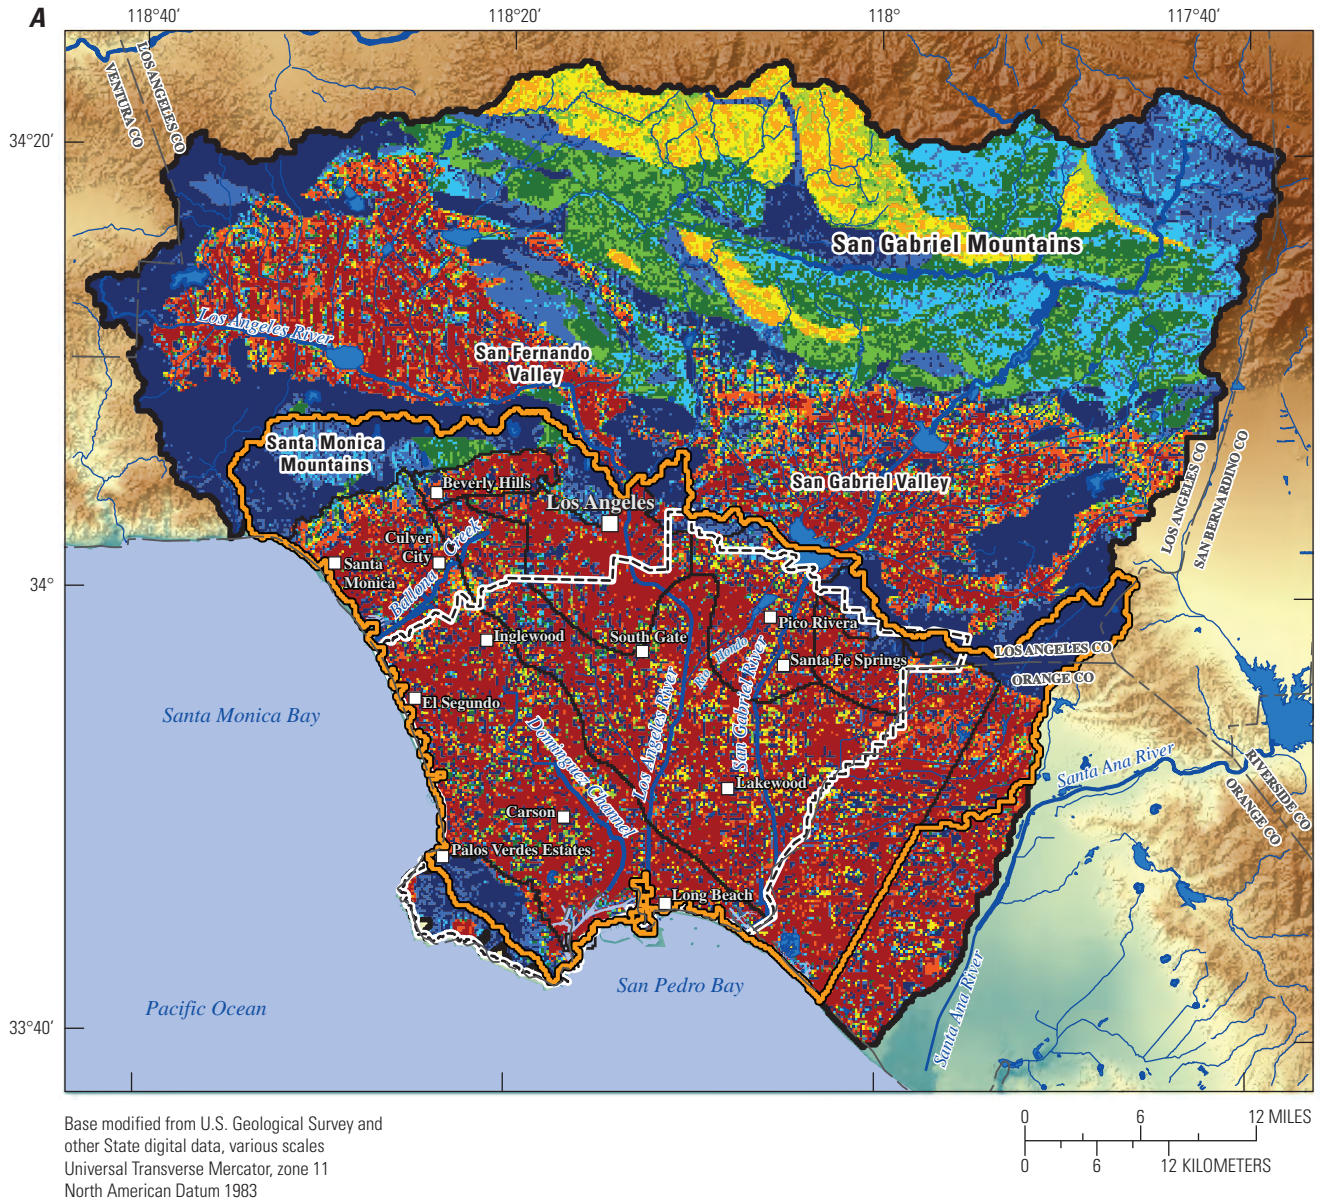 A
118°40′
118°20′
118°
117°40′
34°20′
34°
33°40′
VENTURA CO
LOS ANGELES CO
San Gabriel Mountains
Los Angeles River
San Fernando
Valley
Santa Monica
Mountains
Beverly Hills
Los Angeles
San Gabriel Valley
LOS ANGELES CO
SAN BERNARDINO CO
Culver
City
Ballona Creek
Santa
Monica
Inglewood
South Gate
Pico Rivera
Rio Hondo
Santa Fe Springs
LOS ANGELES CO
ORANGE CO
El Segundo
Santa Monica Bay
Dominguez Channel
Los Angeles River
San Gabriel River
Lakewood
Santa Ana River
RIVERSIDE CO
ORANGE CO
Carson
Palos Verdes Estates
Long Beach
San Pedro Bay
Pacific Ocean
Santa Ana River
Base modified from U.S. Geological Survey and
other State digital data, various scales
Universal Transverse Mercator, zone 11
North American Datum 1983
0 6 12 MILES
0 6 12 KILOMETERS